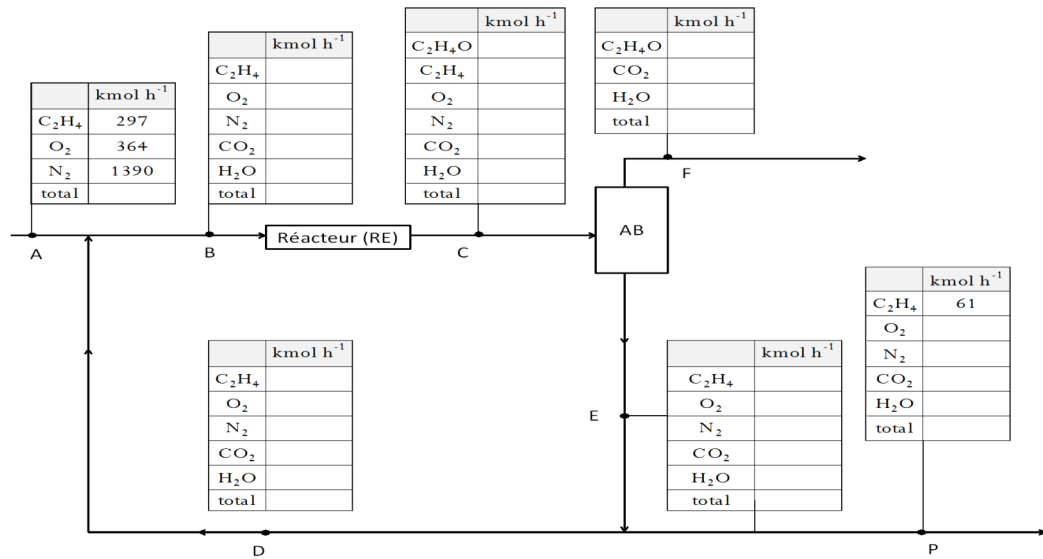 kmol h⁻¹
C₂H₄ 297
O₂ 364
N₂ 1390
total
A
kmol h⁻¹
C₂H₄
O₂
N₂
CO₂
H₂O
total
B
Réacteur (RE)
kmol h⁻¹
C₂H₄O
C₂H₄
O₂
N₂
CO₂
H₂O
total
C
kmol h⁻¹
C₂H₄O
CO₂
H₂O
total
F
AB
kmol h⁻¹
C₂H₄ 61
O₂
N₂
CO₂
H₂O
total
P
kmol h⁻¹
C₂H₄
O₂
N₂
CO₂
H₂O
total
E
kmol h⁻¹
C₂H₄
O₂
N₂
CO₂
H₂O
total
D